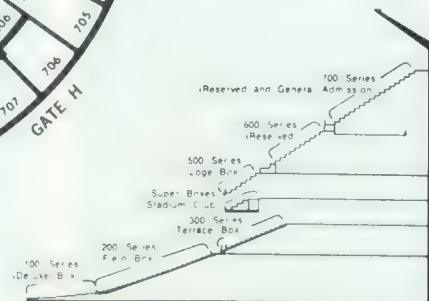 705
706
707
GATE H
700 Series
(Reserved and General Admission
600 Series
(Reserved
500 Series
Loge Box
Super Boxes
Stadium Club
300 Series
Terrace Box
200 Series
Field Box
100 Series
(Deluxe Box